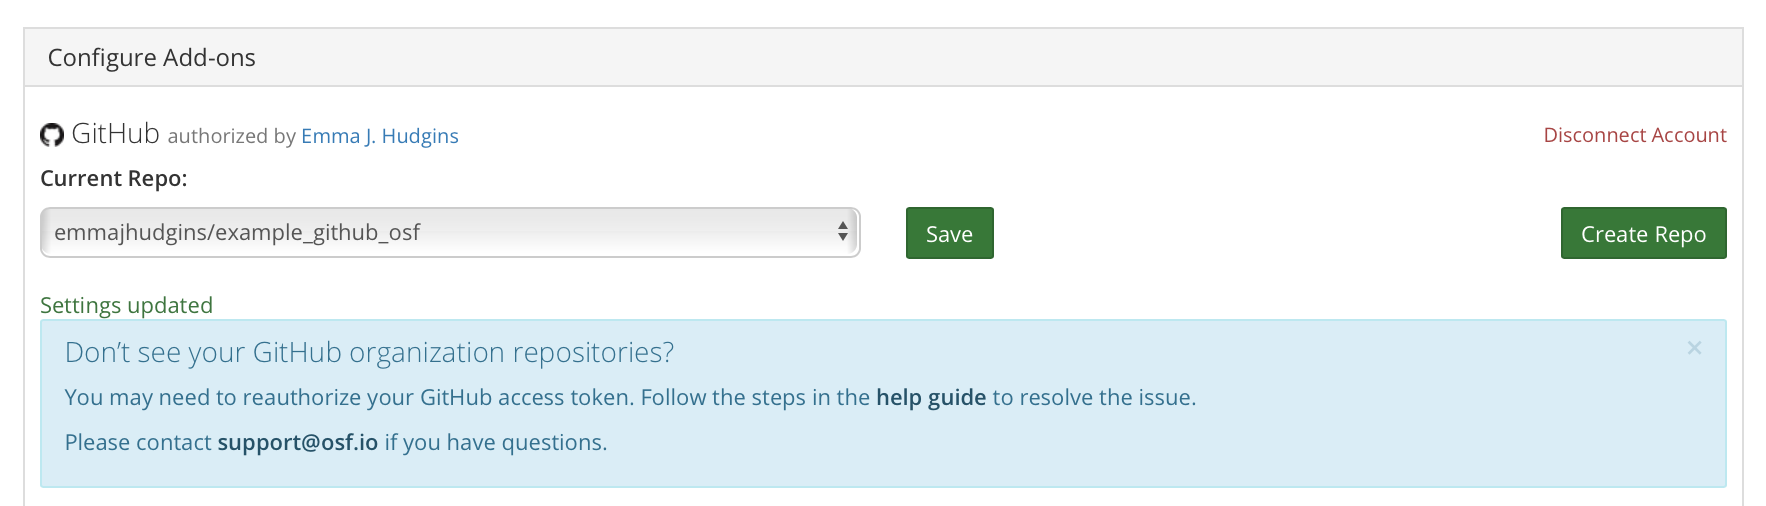 Configure Add-ons
GitHub authorized by Emma J. Hudgins
Disconnect Account
Current Repo:
emmajhudgins/example_github_osf
Save
Create Repo
Settings updated
Don’t see your GitHub organization repositories?
×
You may need to reauthorize your GitHub access token. Follow the steps in the help guide to resolve the issue.
Please contact support@osf.io if you have questions.